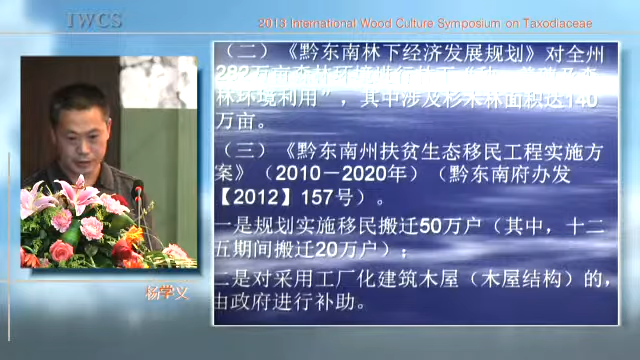 IWCS
2013 International Wood Culture Symposium on Taxodiaceae
（二）《黔东南林下经济发展规划》对全州
林环境利用”，其中涉及杉木林面积达140
万亩。
（三）《黔东南州扶贫生态移民工程实施方
案》（2010－2020年）（黔东南府办发
【2012】157号）。
一是规划实施移民搬迁50万户（其中，十二
五期间搬迁20万户）；
二是对采用工厂化建筑木屋（木屋结构）的，
由政府进行补助。
杨学义